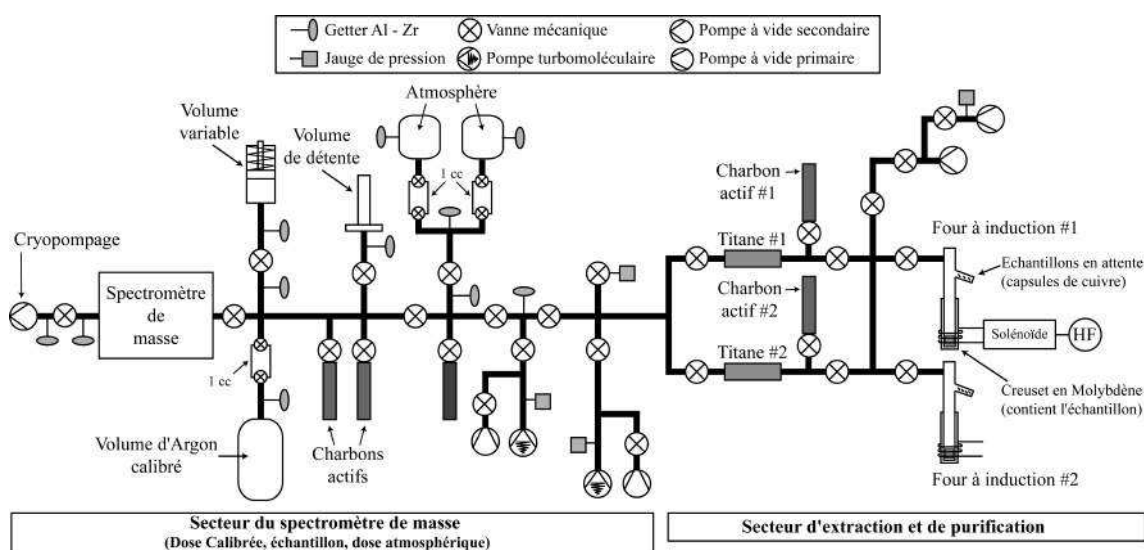 Getter Al - Zr
Vanne mécanique
Pompe à vide secondaire
Jauge de pression
Pompe turbomoléculaire
Pompe à vide primaire
Volume
variable
Volume
de détente
Atmosphère
1 cc
Charbon
actif #1
Four à induction #1
Cryopompage
Titane #1
Echantillons en attente
(capsules de cuivre)
Spectromètre
de
masse
Charbon
actif #2
Solénoïde
HF
1 cc
Titane #2
Creuset en Molybdène
(contient l'échantillon)
Volume d'Argon
calibré
Charbons
actifs
Four à induction #2
Secteur du spectromètre de masse
(Dose Calibrée, échantillon, dose atmosphérique)
Secteur d'extraction et de purification